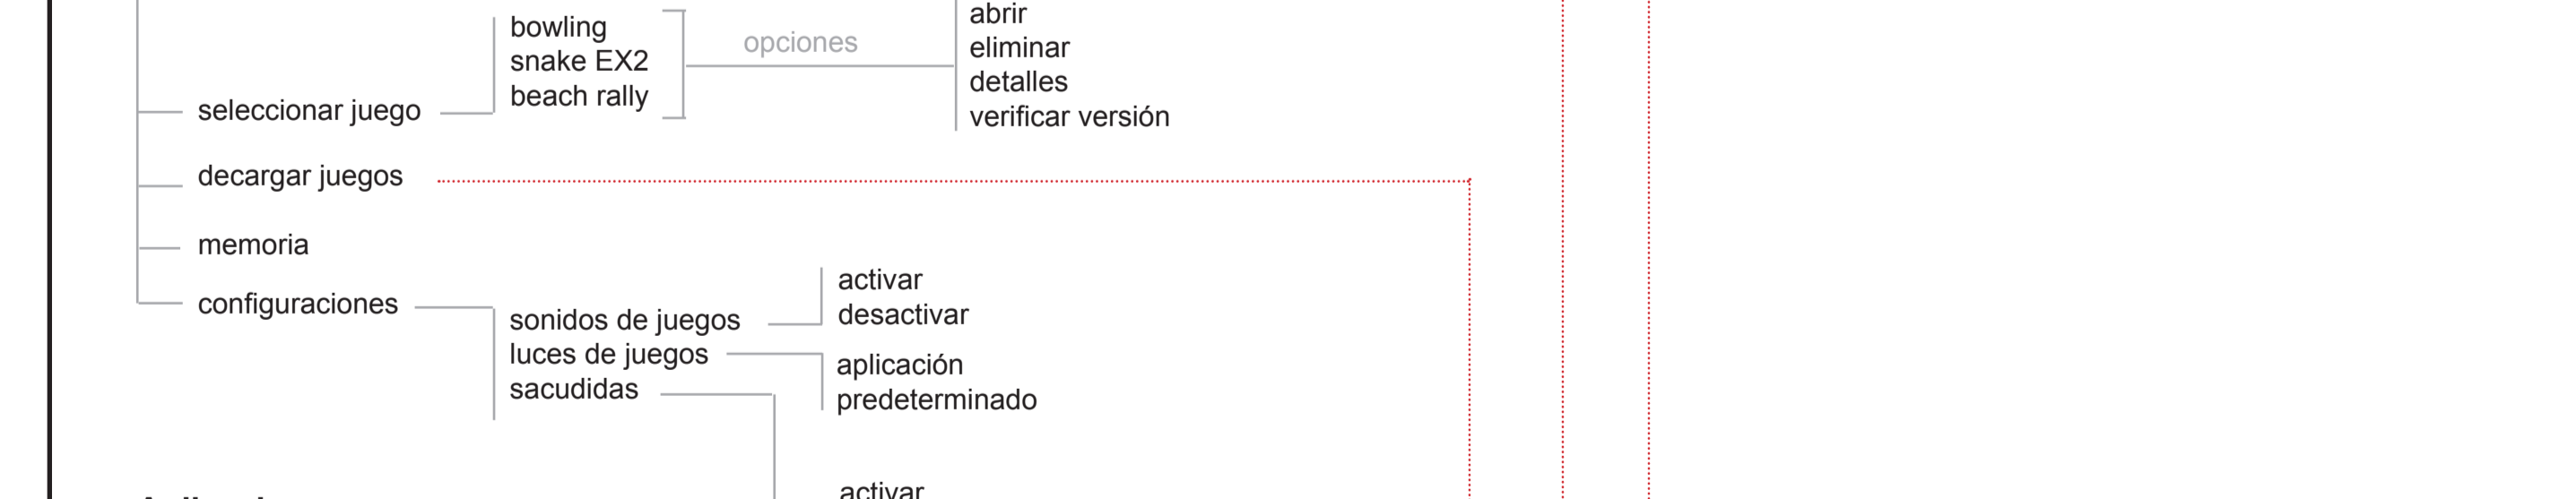 bowling
snake EX2
beach rally
opciones
abrir
eliminar
detalles
verificar versión
seleccionar juego
decargar juegos
memoria
configuraciones
sonidos de juegos
luces de juegos
sacudidas
activar
desactivar
aplicación
predeterminado
activar